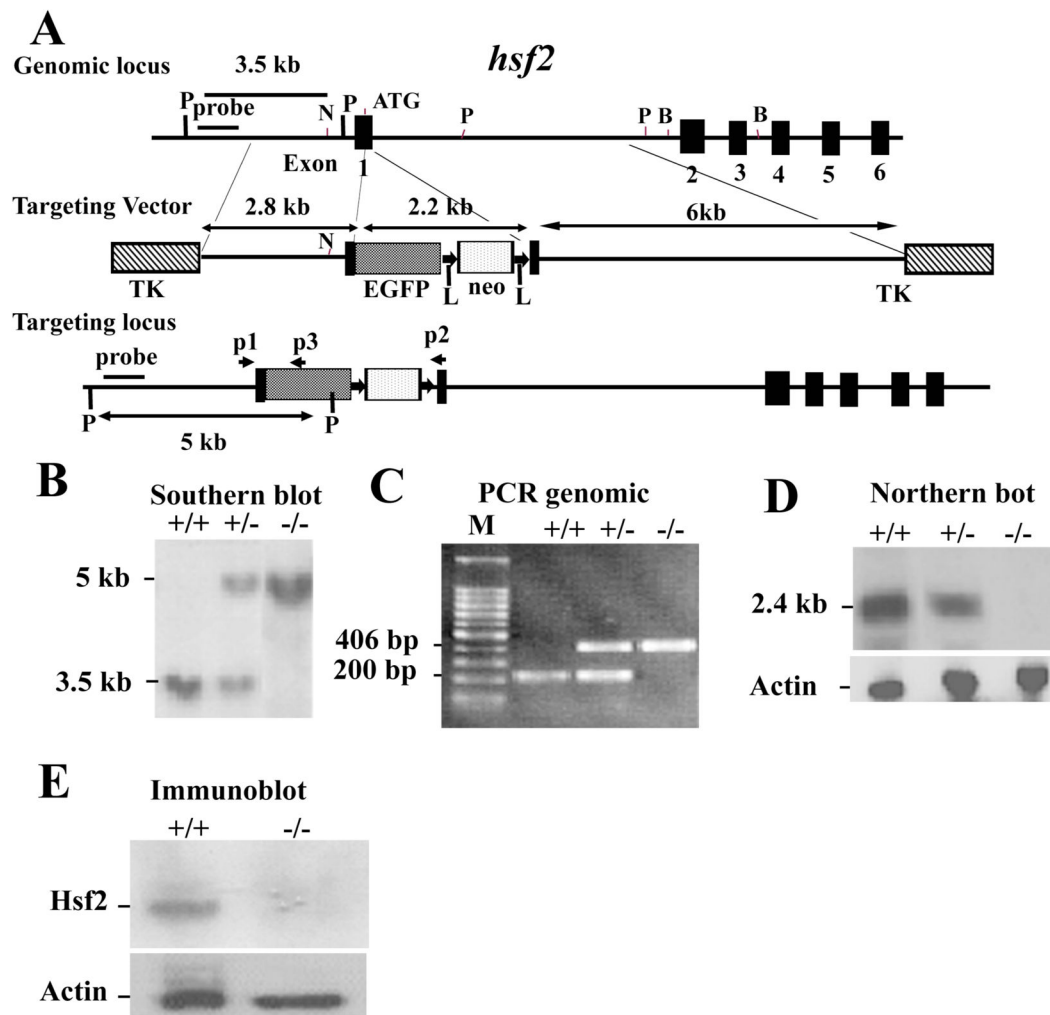 A
hsf2
Genomic locus
3.5 kb
P
probe
N
P
ATG
P
P
B
B
Exon
1
2
3
4
5
6
Targeting Vector
2.8 kb
2.2 kb
6kb
N
TK
EGFP
L
neo
L
TK
Targeting locus
probe
p1
p3
p2
P
P
5 kb
B
Southern blot
+/+ +/- -/-
5 kb
3.5 kb
C
PCR genomic
M +/+ +/- -/-
406 bp
200 bp
D
Northern bot
+/+ +/- -/-
2.4 kb
Actin
E
Immunoblot
+/+ -/-
Hsf2
Actin